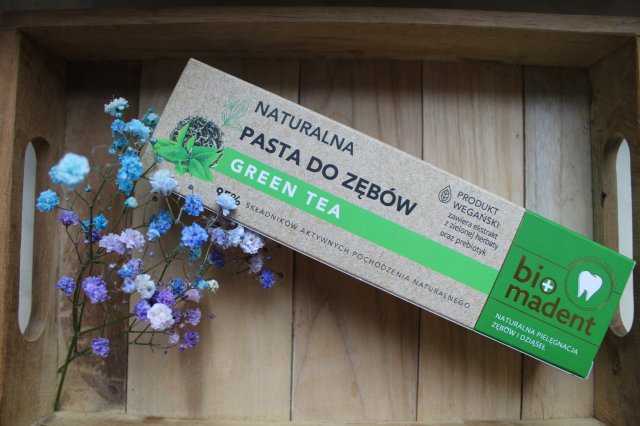 NATURALNA
PASTA DO ZĘBÓW
GREEN TEA
95% SKŁADNIKÓW AKTYWNYCH POCHODZENIA NATURALNEGO
PRODUKT
WEGAŃSKI
zawiera ekstrakt
z zielonej herbaty
oraz prebiotyk
bio
madent
NATURALNA PIELĘGNACJA
ZĘBÓW I DZIĄSEŁ